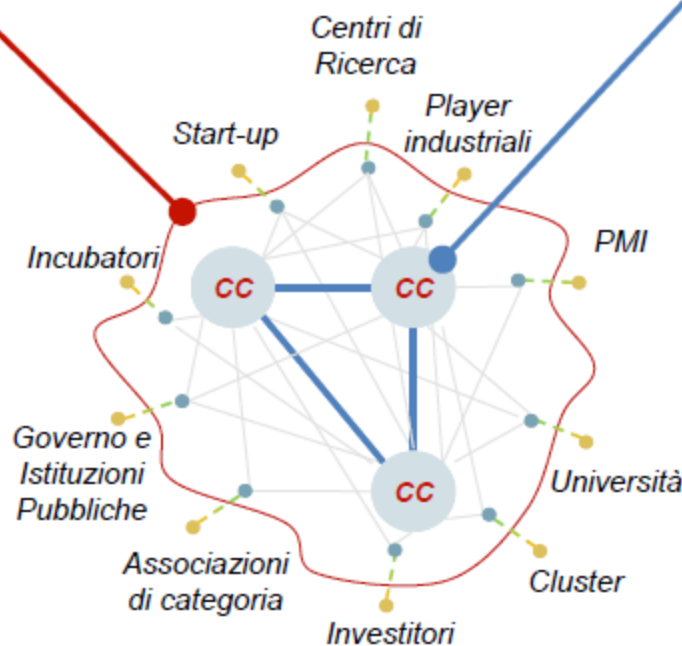 Centri di
Ricerca
Player
industriali
Start-up
PMI
Incubatori
CC
CC
Governo e
Istituzioni
Pubbliche
CC
Università
Associazioni
di categoria
Cluster
Investitori